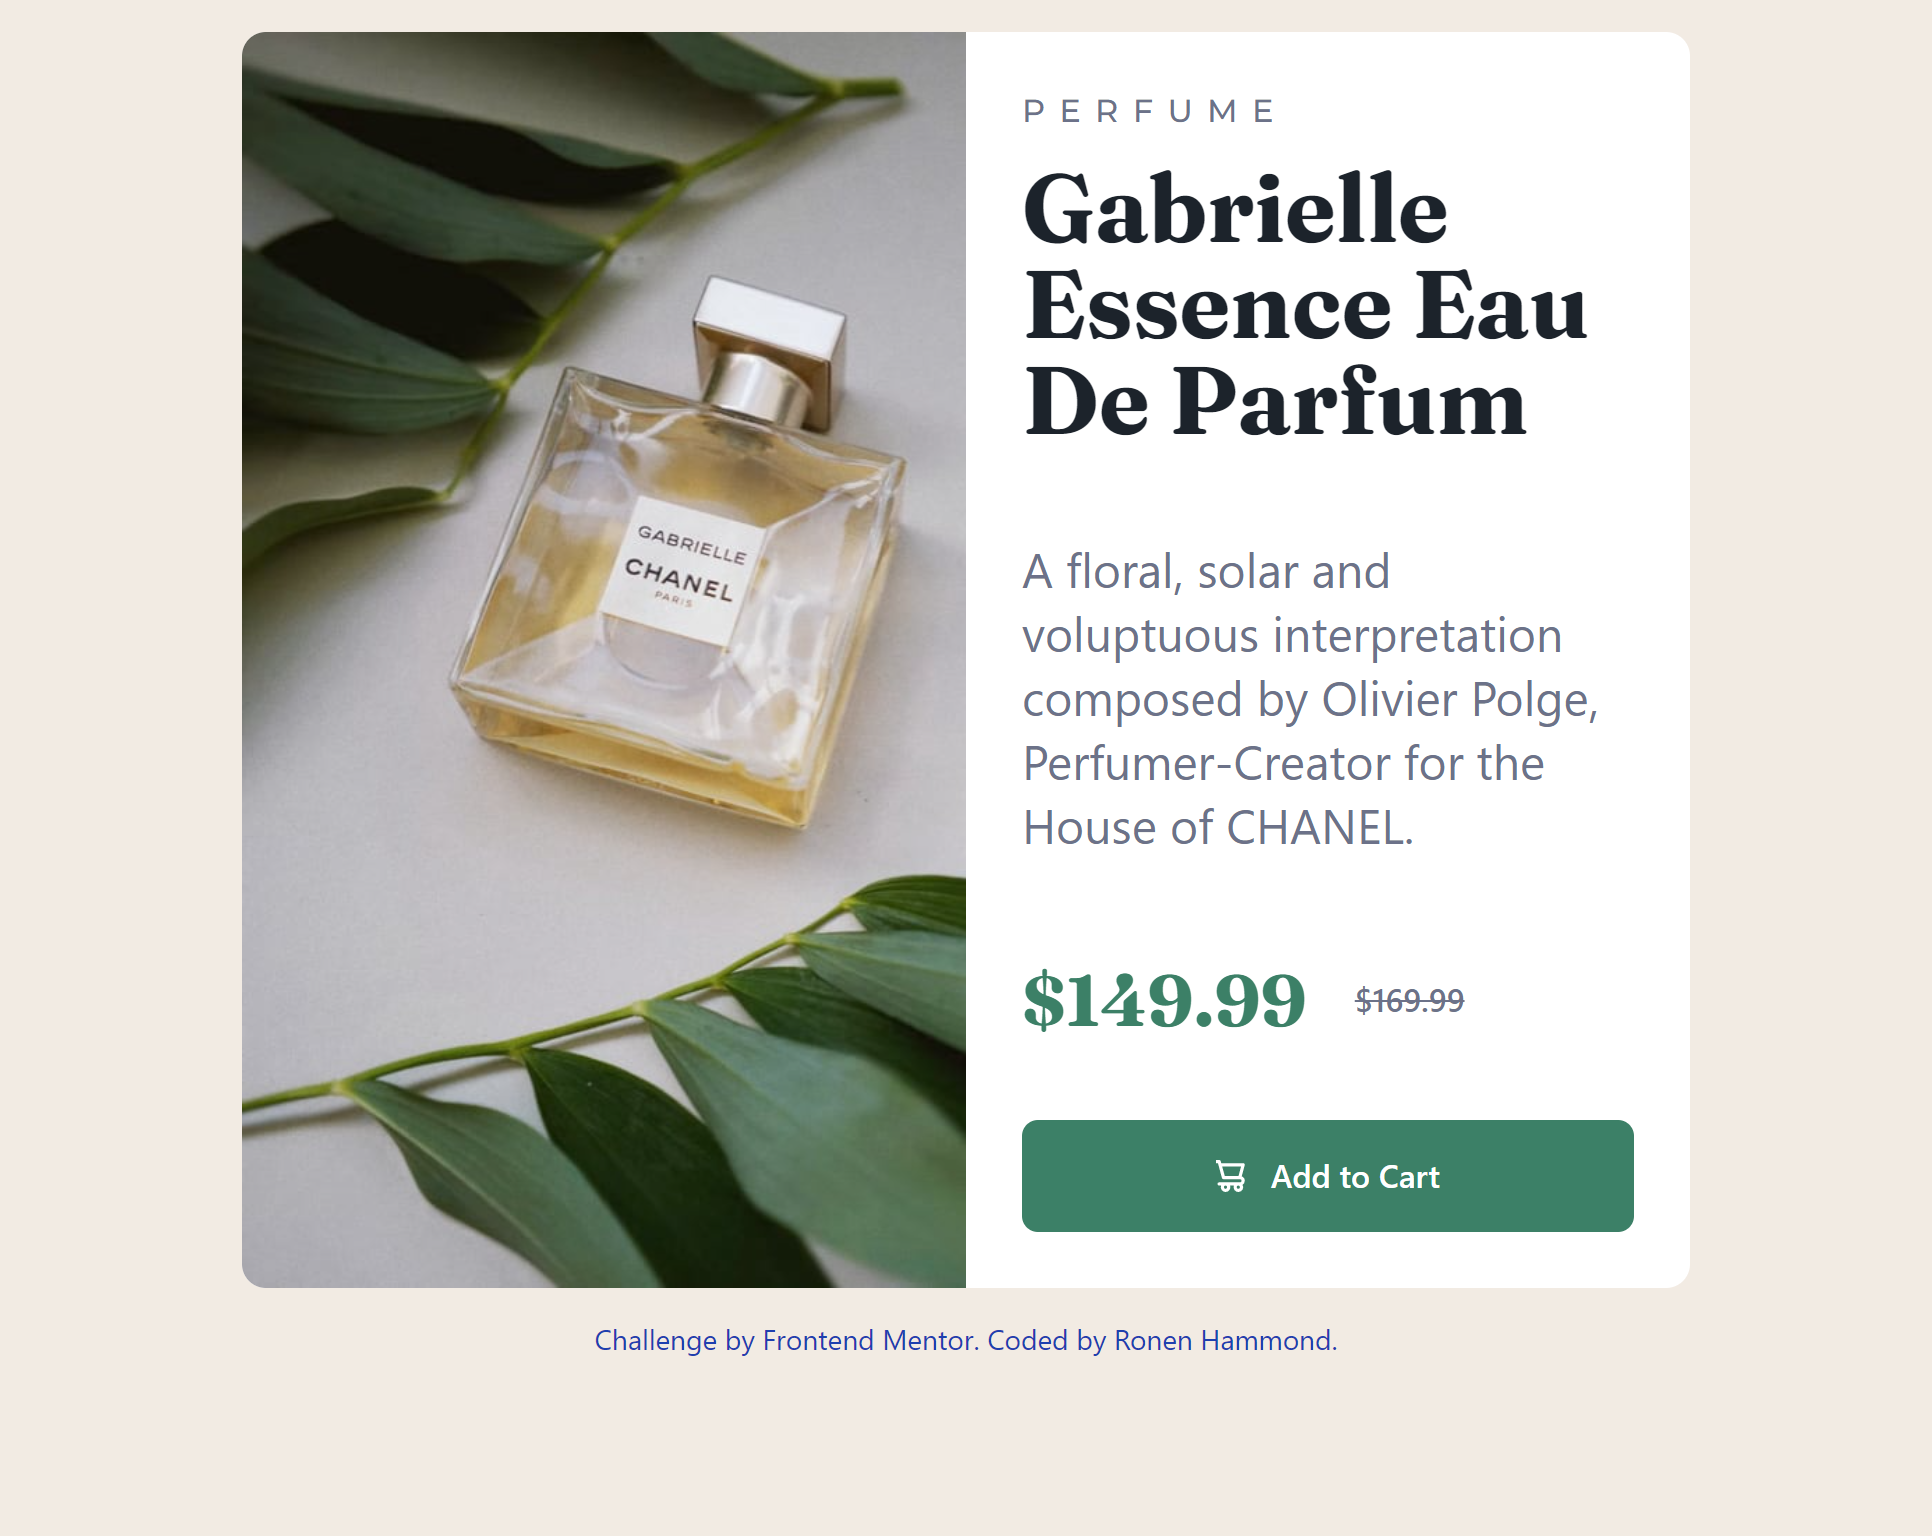 GABRIELLE
CHANEL
PARIS
PERFUME
Gabrielle
Essence Eau
De Parfum
A floral, solar and
voluptuous interpretation
composed by Olivier Polge,
Perfumer-Creator for the
House of CHANEL.
$149.99 $169.99
Add to Cart
Challenge by Frontend Mentor. Coded by Ronen Hammond.